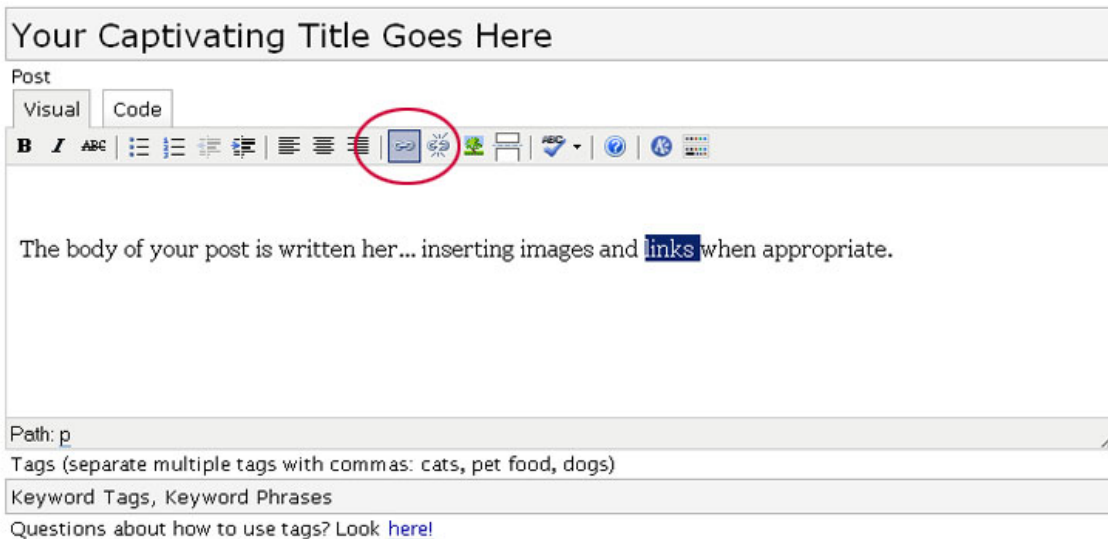 Your Captivating Title Goes Here
Post
Visual Code
B I ABC ABC
The body of your post is written her... inserting images and links when appropriate.
Path: p
Tags (separate multiple tags with commas: cats, pet food, dogs)
Keyword Tags, Keyword Phrases
Questions about how to use tags? Look here!